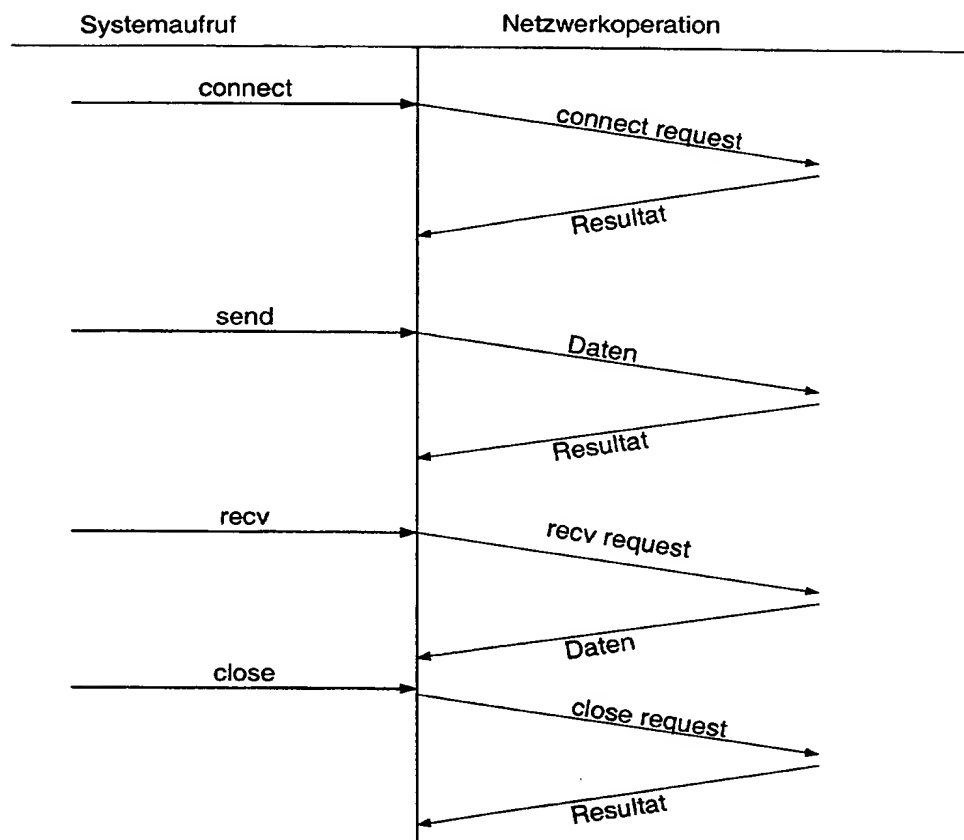 Systemaufruf
Netzwerkoperation
connect
connect request
Resultat
send
Daten
Resultat
recv
recv request
Daten
close
close request
Resultat